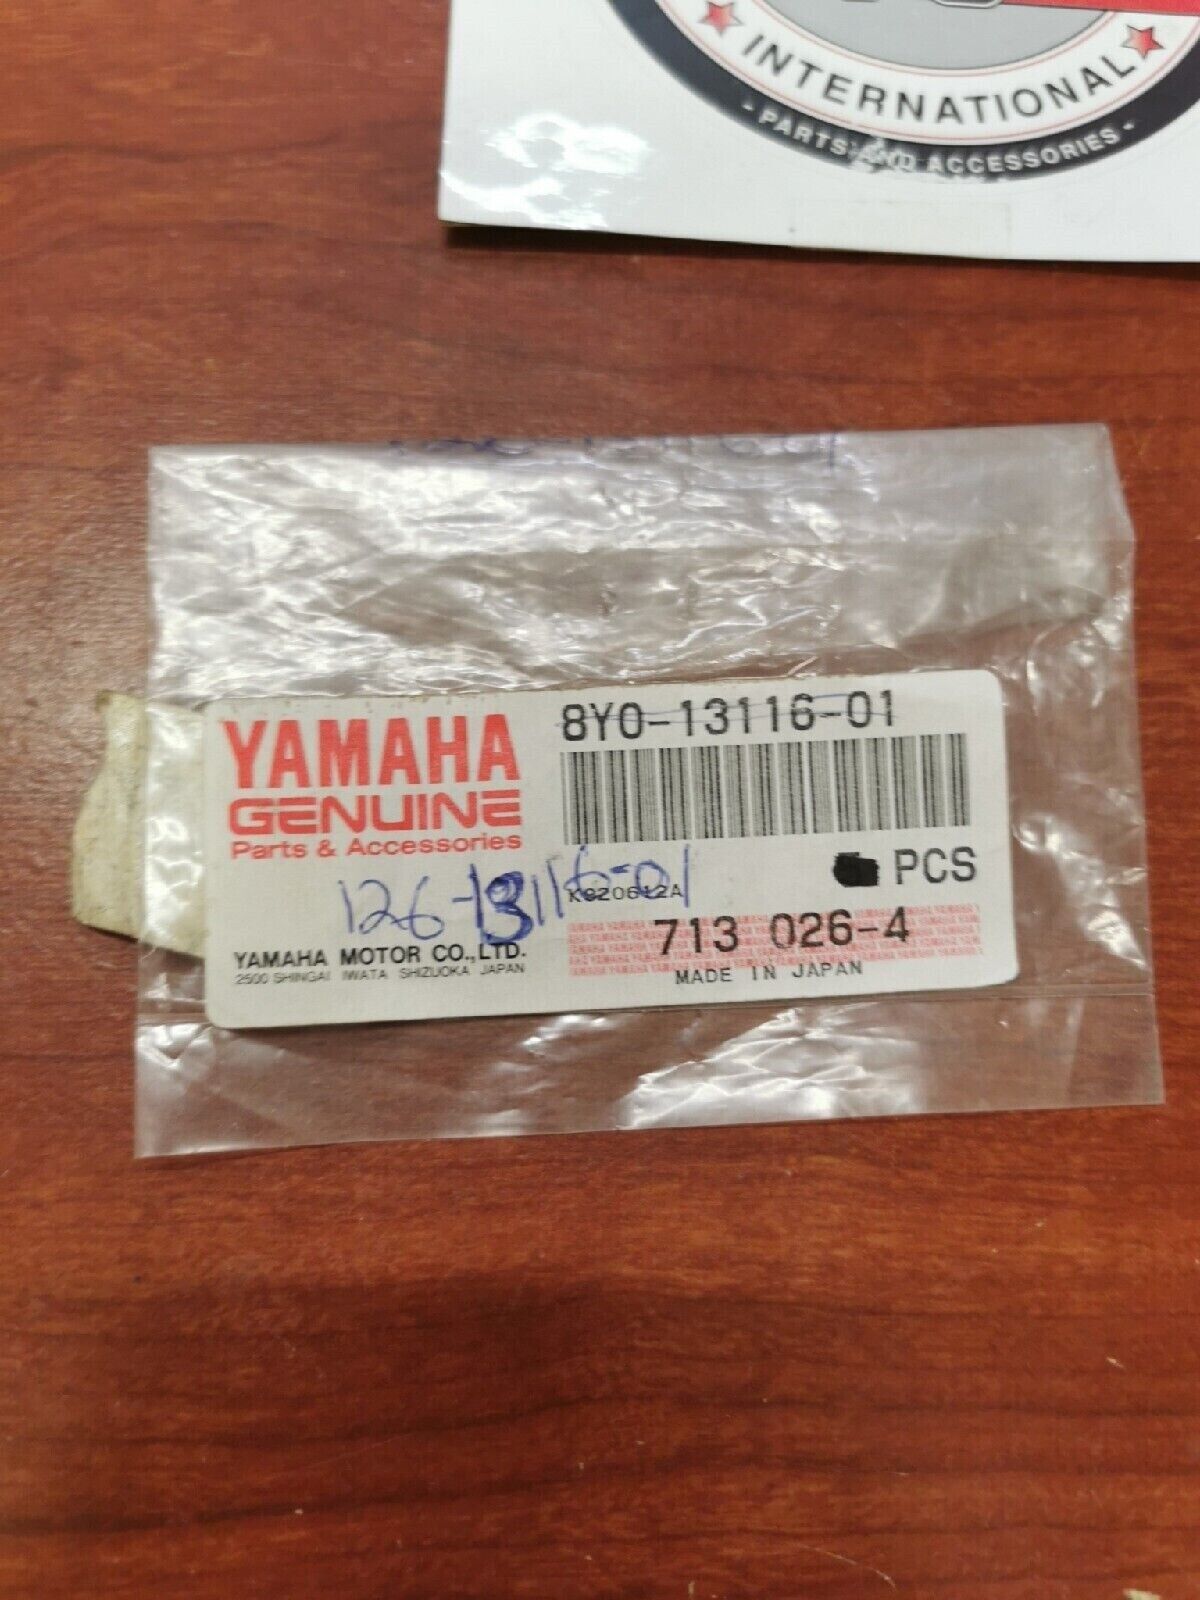 INTERNATIONAL
- PARTS AND ACCESSORIES -
YAMAHA
GENUINE
Parts & Accessories
8Y0-13116-01
PCS
126-13116-01
K920612A
713 026-4
YAMAHA MOTOR CO., LTD.
2500 SHINGAI IWATA SHIZUOKA JAPAN
MADE IN JAPAN